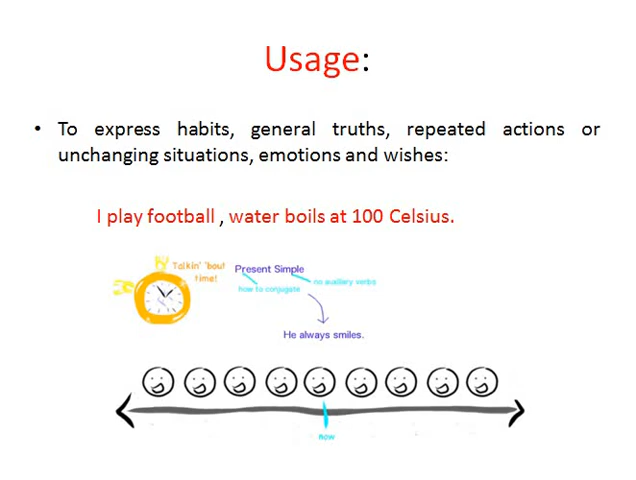 Usage:
• To express habits, general truths, repeated actions or
unchanging situations, emotions and wishes:
I play football , water boils at 100 Celsius.
Talkin' 'bout
time!
Present Simple
how to conjugate
no auxiliary verbs
He always smiles.
now